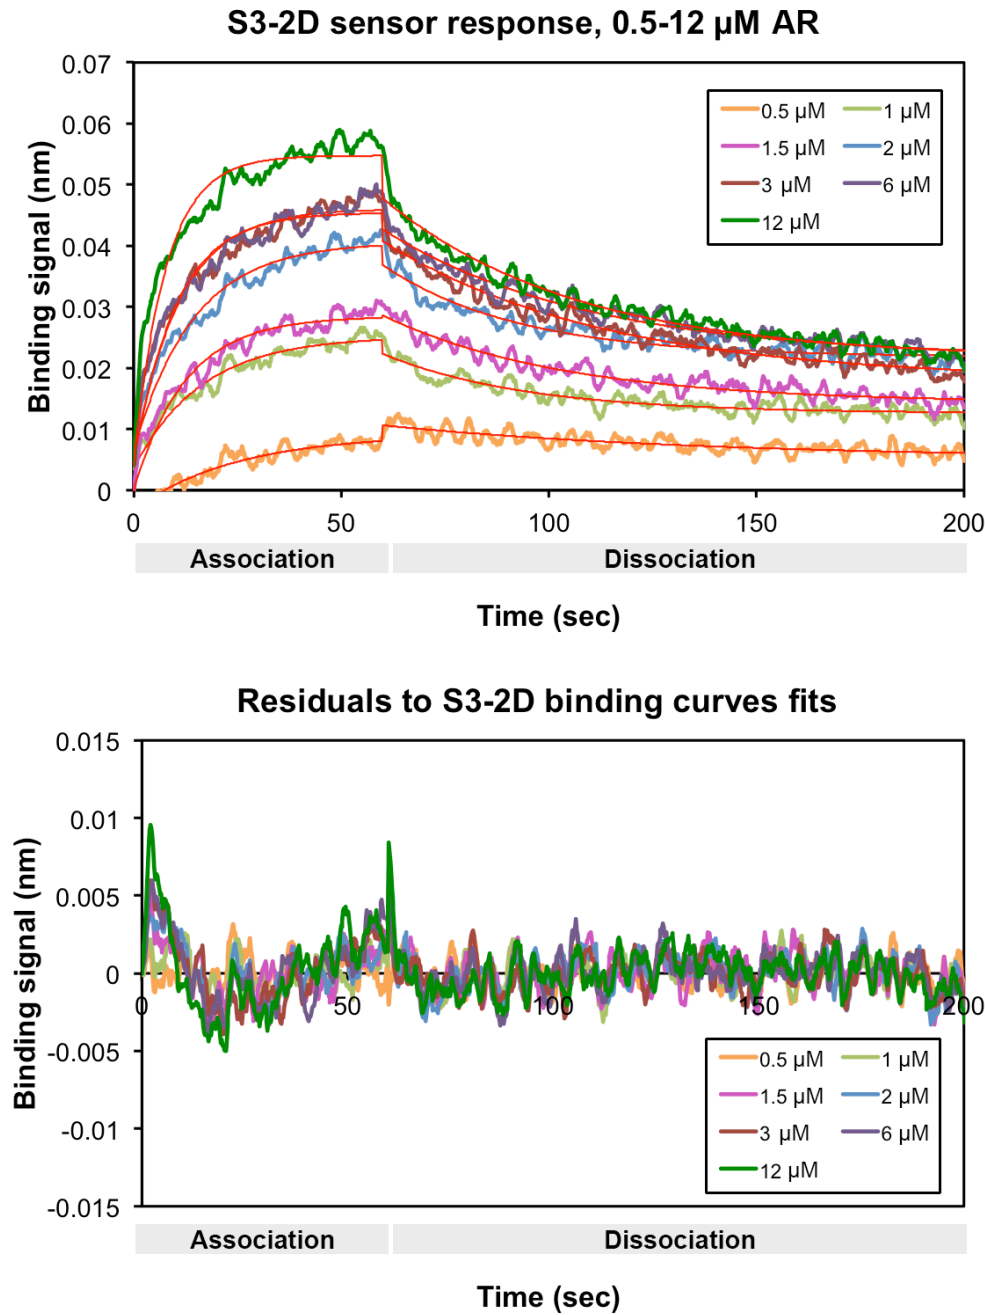 S3-2D sensor response, 0.5-12 µM AR
Binding signal (nm)
0.07
0.06
0.05
0.04
0.03
0.02
0.01
0
0 50 100 150 200
0.5 µM 1 µM
1.5 µM 2 µM
3 µM 6 µM
12 µM
Association Dissociation
Time (sec)
Residuals to S3-2D binding curves fits
Binding signal (nm)
0.015
0.01
0.005
0
-0.005
-0.01
-0.015
0 50 100 150 200
0.5 µM 1 µM
1.5 µM 2 µM
3 µM 6 µM
12 µM
Association Dissociation
Time (sec)